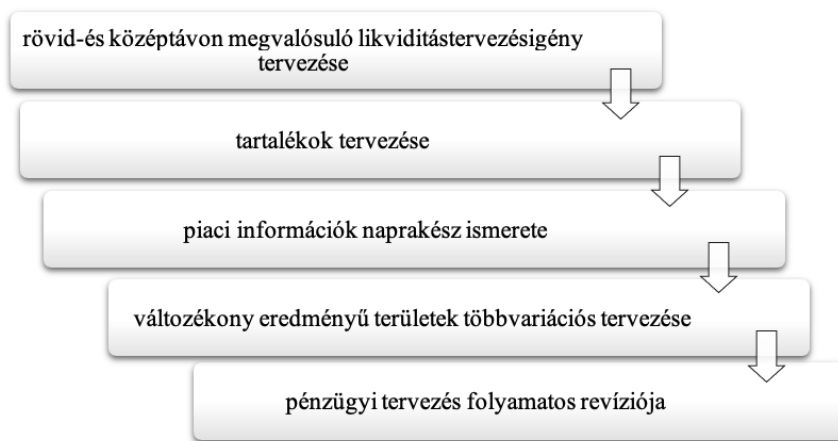 rövid-és középtávon megvalósuló likviditástervezésigény
tervezése
tartalékok tervezése
piaci információk naprakész ismerete
változékony eredményű területek többvariációs tervezése
pénzügyi tervezés folyamatos revíziója